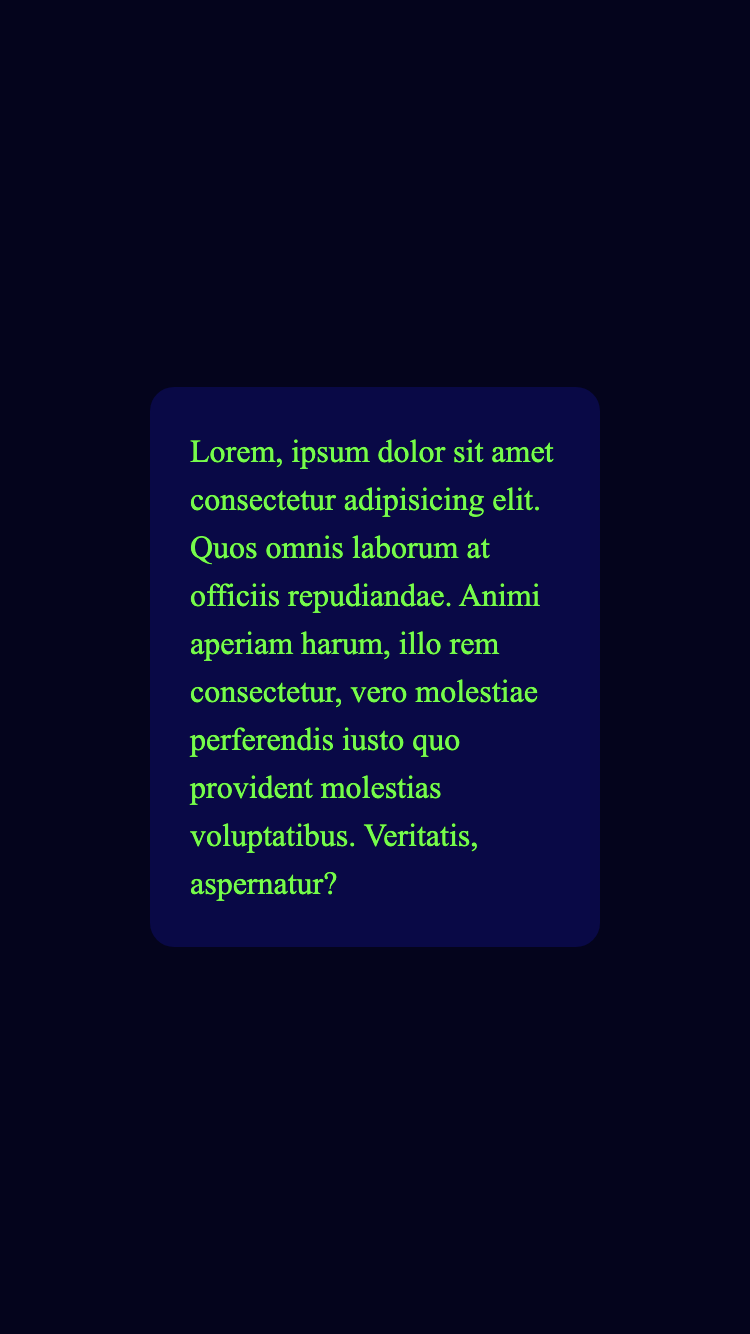 Lorem, ipsum dolor sit amet
consectetur adipisicing elit.
Quos omnis laborum at
officiis repudiandae. Animi
aperiam harum, illo rem
consectetur, vero molestiae
perferendis iusto quo
provident molestias
voluptatibus. Veritatis,
aspernatur?